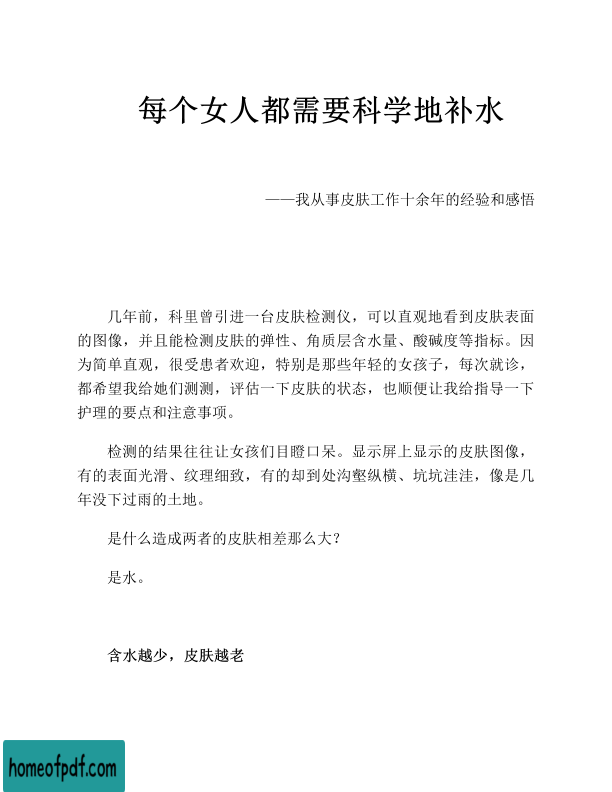 每个女人都需要科学地补水
——我从事皮肤工作十余年的经验和感悟
几年前，科里曾引进一台皮肤检测仪，可以直观地看到皮肤表面
的图像，并且能检测皮肤的弹性、角质层含水量、酸碱度等指标。因
为简单直观，很受患者欢迎，特别是那些年轻的女孩子，每次就诊，
都希望我给她们测测，评估一下皮肤的状态，也顺便让我给指导一下
护理的要点和注意事项。
检测的结果往往让女孩们目瞪口呆。显示屏上显示的皮肤图像，
有的表面光滑、纹理细致，有的却到处沟壑纵横、坑坑洼洼，像是几
年没下过雨的土地。
是什么造成两者的皮肤相差那么大？
是水。
含水越少，皮肤越老
homeofpdf.com